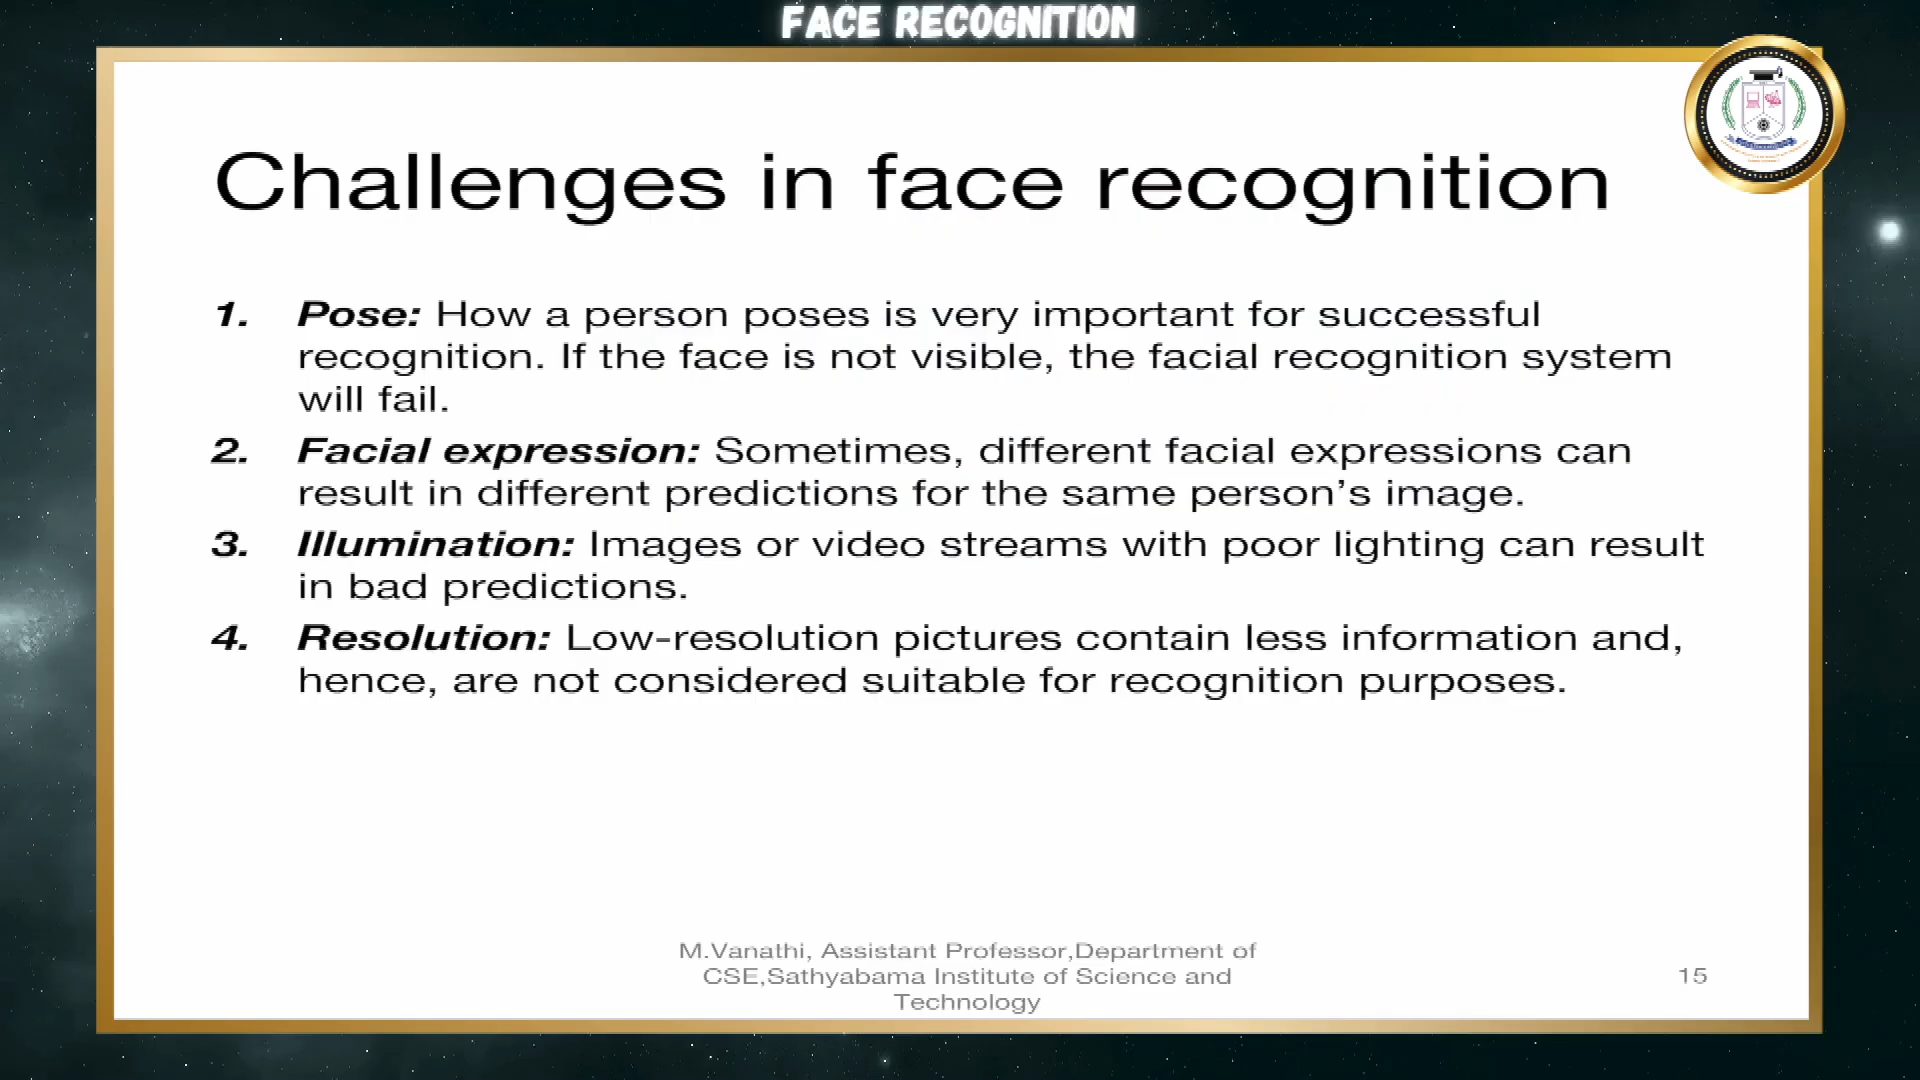 FACE RECOGNITION
Challenges in face recognition
1. Pose: How a person poses is very important for successful
recognition. If the face is not visible, the facial recognition system
will fail.
2. Facial expression: Sometimes, different facial expressions can
result in different predictions for the same person’s image.
3. Illumination: Images or video streams with poor lighting can result
in bad predictions.
4. Resolution: Low-resolution pictures contain less information and,
hence, are not considered suitable for recognition purposes.
M.Vanathi, Assistant Professor,Department of
CSE,Sathyabama Institute of Science and
Technology
15